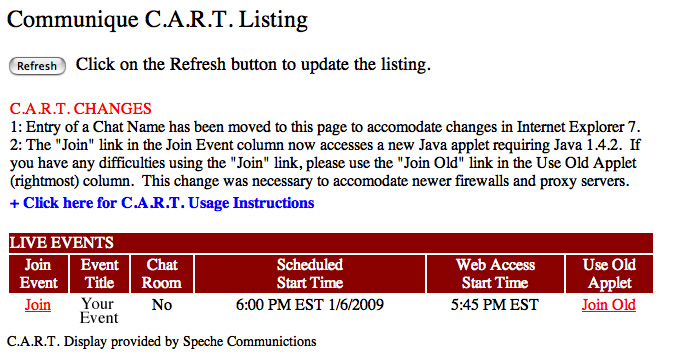 Communique C.A.R.T. Listing
Refresh Click on the Refresh button to update the listing.
C.A.R.T. CHANGES
1: Entry of a Chat Name has been moved to this page to accomodate changes in Internet Explorer 7.
2: The "Join" link in the Join Event column now accesses a new Java applet requiring Java 1.4.2. If
you have any difficulties using the "Join" link, please use the "Join Old" link in the Use Old Applet
(rightmost) column. This change was necessary to accomodate newer firewalls and proxy servers.
+ Click here for C.A.R.T. Usage Instructions
LIVE EVENTS
Join Event Chat Scheduled Web Access Use Old
Event Title Room Start Time Start Time Applet
Join Your No 6:00 PM EST 1/6/2009 5:45 PM EST Join Old
Event
C.A.R.T. Display provided by Speche Communictions